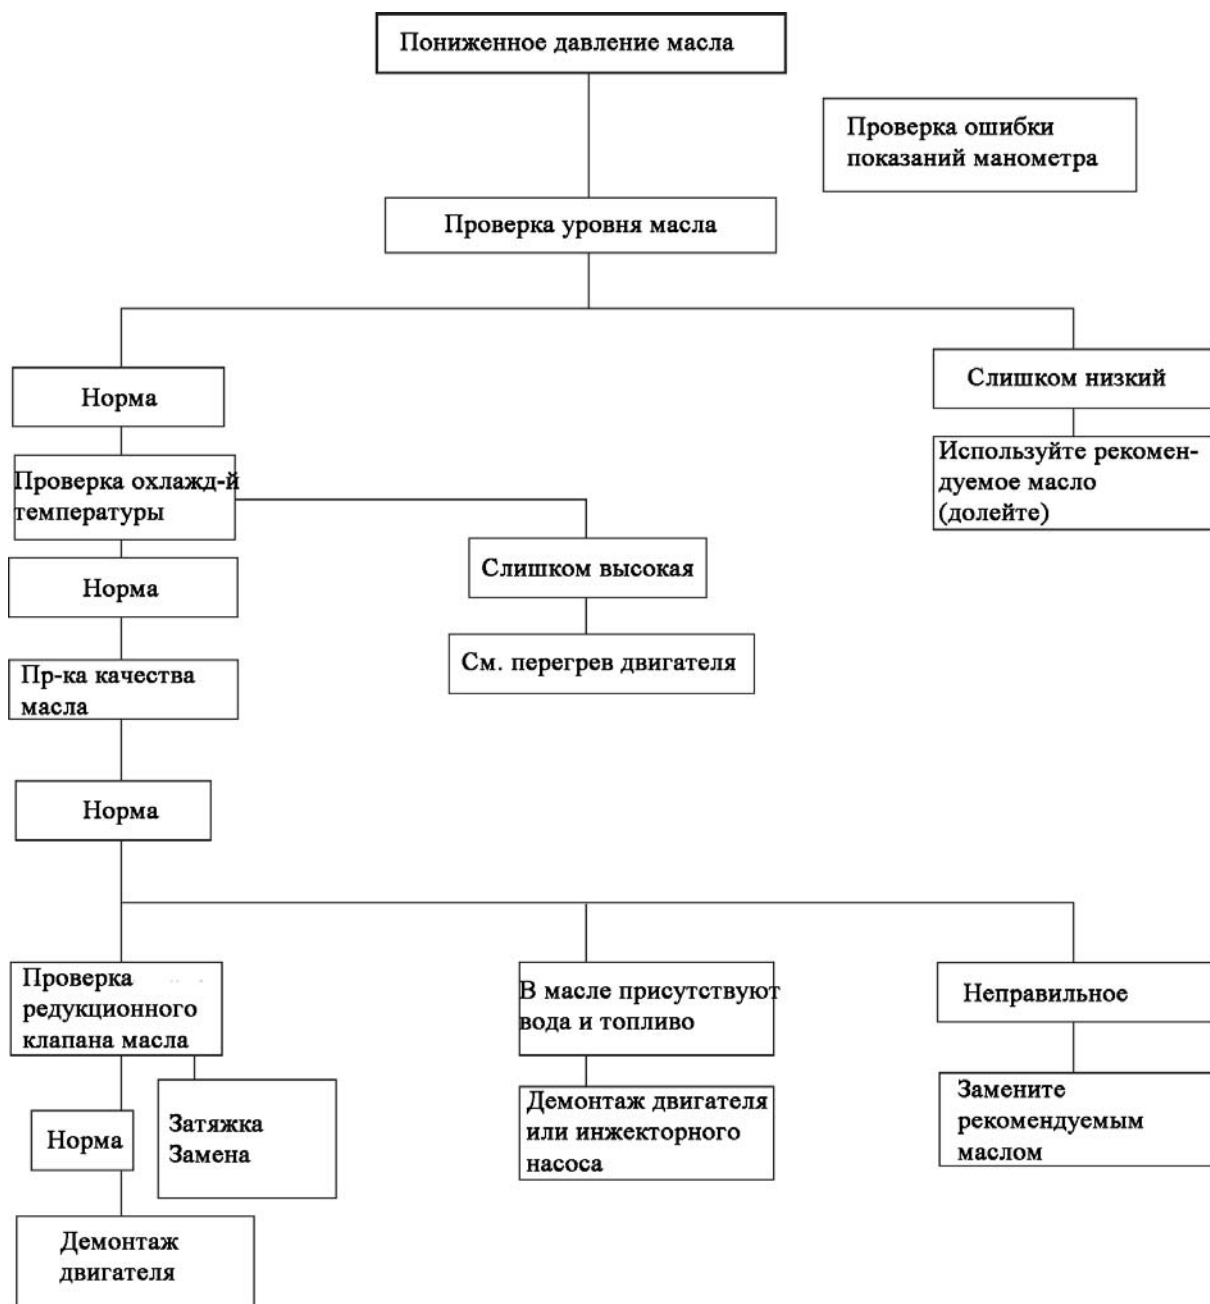 Пониженное давление масла
Проверка ошибки
показаний манометра
Проверка уровня масла
Норма
Слишком низкий
Используйте рекомен-
дуемое масло
(долейте)
Проверка охлажд-й
температуры
Слишком высокая
Норма
См. перегрев двигателя
Пр-ка качества
масла
Норма
Проверка
редукционного
клапана масла
В масле присутствуют
вода и топливо
Неправильное
Норма
Затяжка
Замена
Демонтаж двигателя
или инжекторного
насоса
Замените
рекомендуемым
маслом
Демонтаж
двигателя